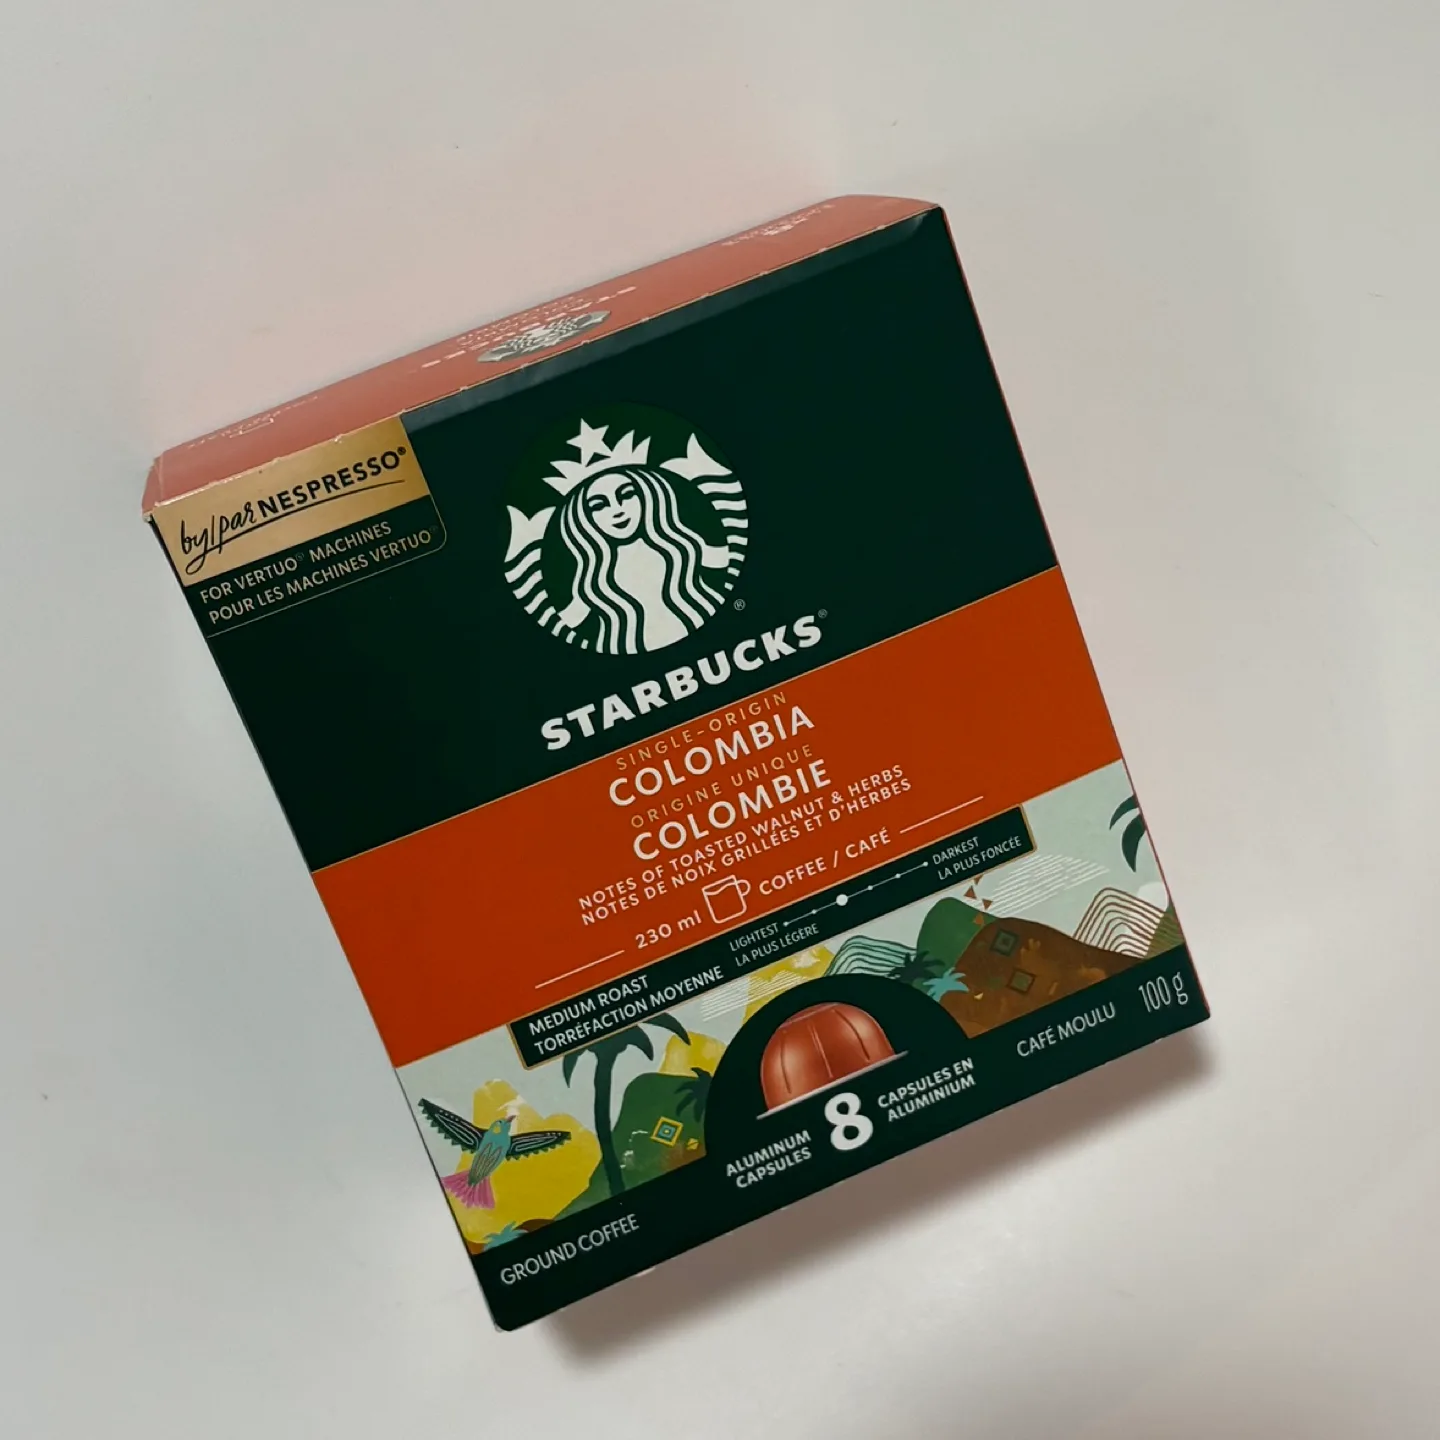 by/par NESPRESSO®
FOR VERTUO® MACHINES
POUR LES MACHINES VERTUO®
®
STARBUCKS®
SINGLE-ORIGIN
COLOMBIA
ORIGINE UNIQUE
COLOMBIE
NOTES OF TOASTED WALNUT & HERBS
NOTES DE NOIX GRILLÉES ET D'HERBES
230 ml COFFEE / CAFÉ
MEDIUM ROAST
TORRÉFACTION MOYENNE
LIGHTEST
LA PLUS LÉGÈRE
DARKEST
LA PLUS FONCÉE
ALUMINUM
CAPSULES
8
CAPSULES EN
ALUMINIUM
GROUND COFFEE
CAFÉ MOULU
100 g